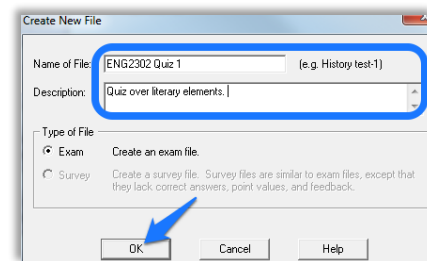 Create New File
Name of File: ENG2302 Quiz 1 (e.g. History test-1)
Description: Quiz over literary elements.
Type of File
Exam Create an exam file.
Survey Create a survey file. Survey files are similar to exam files, except that
they lack correct answers, point values, and feedback.
OK Cancel Help